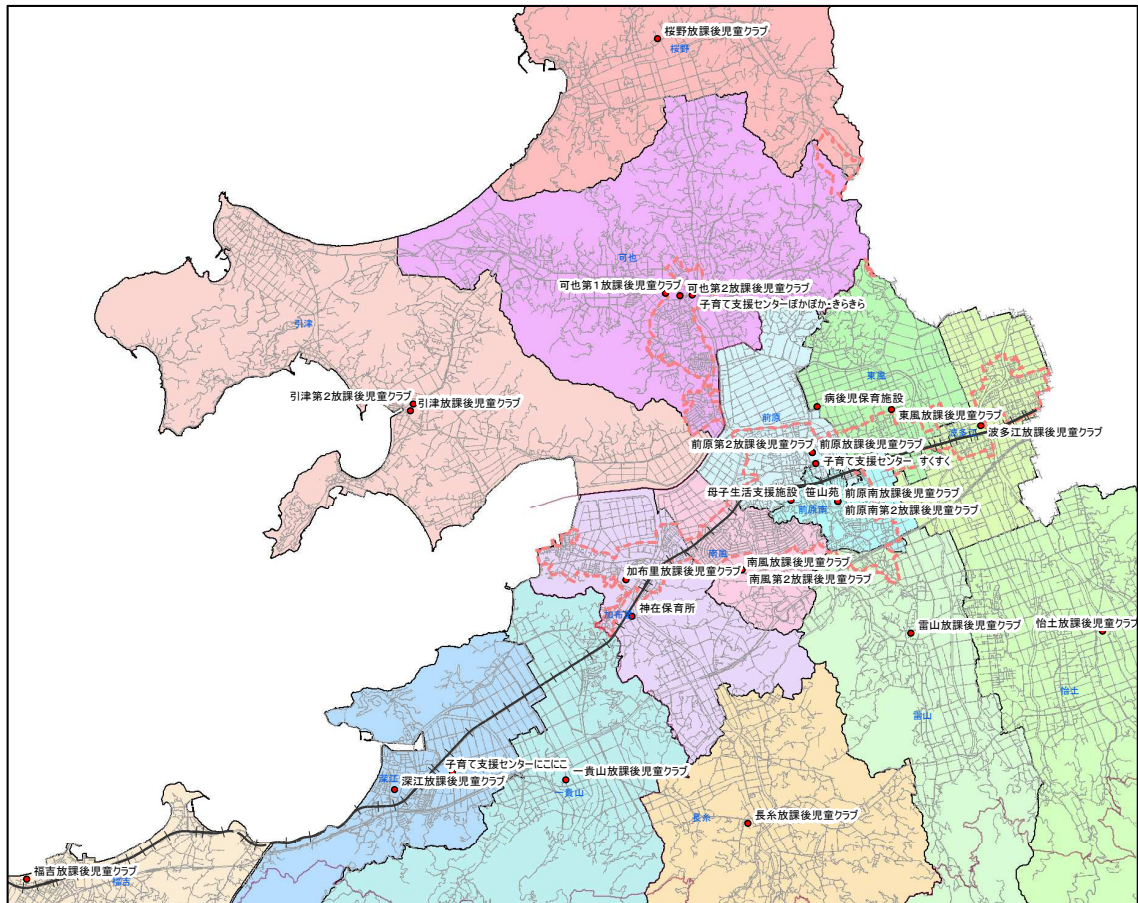 桜野放課後児童クラブ
桜野
可也
可也第1放課後児童クラブ
可也第2放課後児童クラブ
子育て支援センターぽかぽか・きらきら
引津
引津第2放課後児童クラブ
引津放課後児童クラブ
東風
病後児保育施設
東風放課後児童クラブ
前原
波多江
波多江放課後児童クラブ
前原第2放課後児童クラブ
前原放課後児童クラブ
子育て支援センター　すくすく
母子生活支援施設　笹山苑
前原南放課後児童クラブ
前原南
前原南第2放課後児童クラブ
南風
南風放課後児童クラブ
加布里放課後児童クラブ
南風第2放課後児童クラブ
加布里
神在保育所
雷山放課後児童クラブ
怡土放課後児童クラブ
怡土
雷山
子育て支援センターにこにこ
深江
深江放課後児童クラブ
一貴山放課後児童クラブ
一貴山
長糸
長糸放課後児童クラブ
福吉放課後児童クラブ
福吉